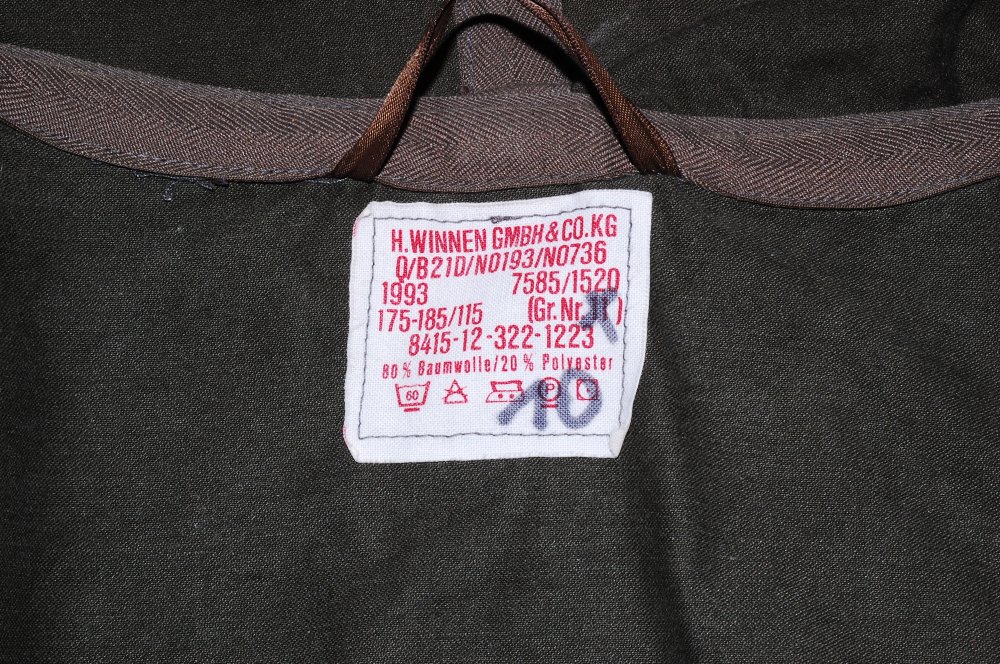 H.WINNEN GMBH&CO.KG
Q/B21D/N0193/N0736
1993 7585/1520
175-185/115 (Gr.Nr. )
8415-12-322-1223
80% Baumwolle/20% Polyester
60 P
10